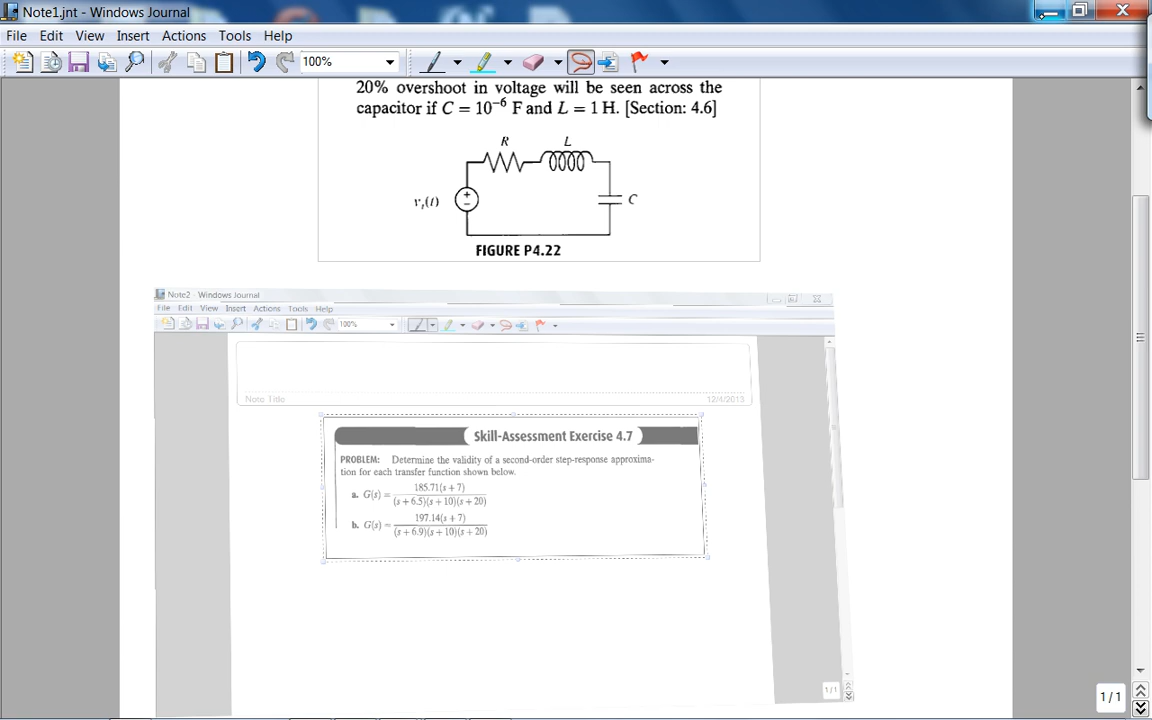 Note1.jnt - Windows Journal
File Edit View Insert Actions Tools Help
100%
20% overshoot in voltage will be seen across the
capacitor if C = 10⁻⁶ F and L = 1 H. [Section: 4.6]
R L
v_s(t) + − C
FIGURE P4.22
Note2 - Windows Journal
File Edit View Insert Actions Tools Help
100%
Note Title 12/4/2013
Skill-Assessment Exercise 4.7
PROBLEM: Determine the validity of a second-order step-response approxima-
tion for each transfer function shown below.
a. G(s) = 185.71(s + 7) / (s + 6.5)(s + 10)(s + 20)
b. G(s) = 197.14(s + 7) / (s + 6.9)(s + 10)(s + 20)
1/1
1 / 1